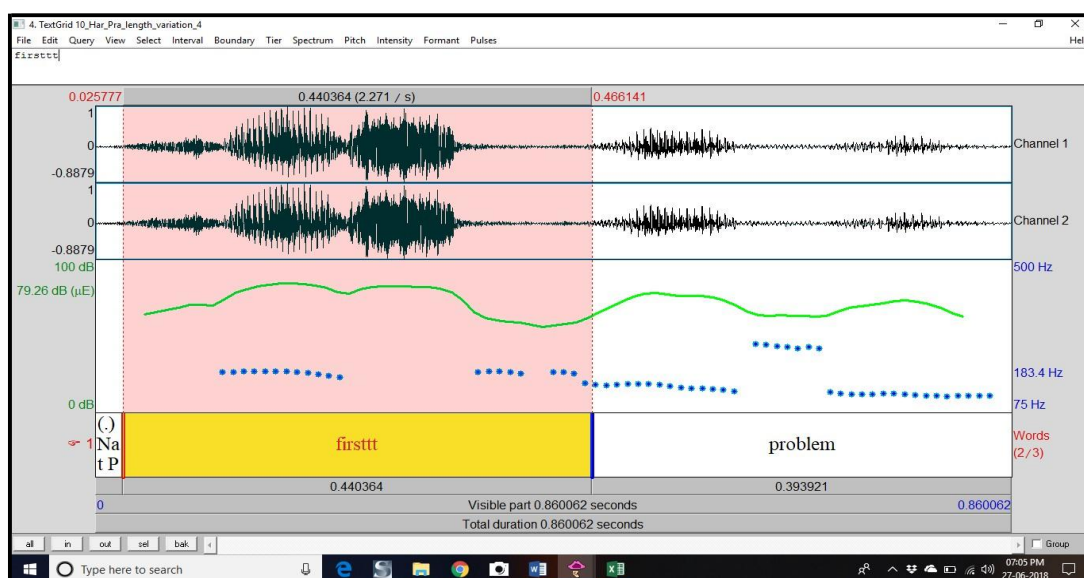 4. TextGrid 10_Har_Pra_length_variation_4
File Edit Query View Select Interval Boundary Tier Spectrum Pitch Intensity Formant Pulses Hel
firsttt
0.025777 0.440364 (2.271 / s) 0.466141
1
0 Channel 1
-0.8879
1
0 Channel 2
-0.8879
100 dB 500 Hz
79.26 dB (µE)
183.4 Hz
0 dB 75 Hz
(.)
Na
t P
1 firsttt problem Words
(2/3)
0.440364 0.393921
0 Visible part 0.860062 seconds 0.860062
Total duration 0.860062 seconds
all in out sel bak Group
Type here to search 07:05 PM
27-06-2018